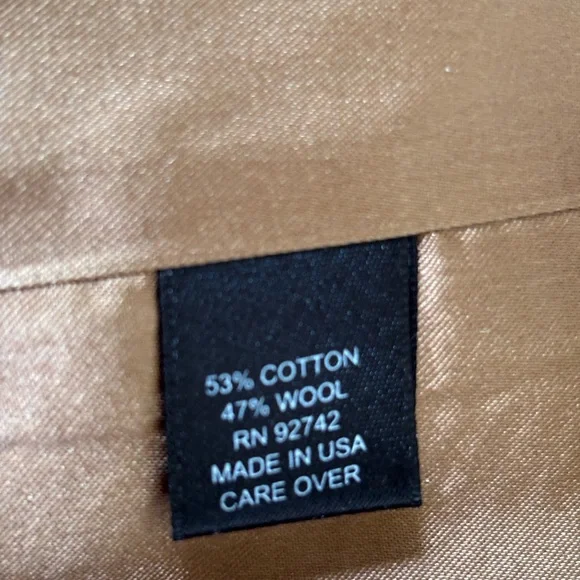 53% COTTON
47% WOOL
RN 92742
MADE IN USA
CARE OVER